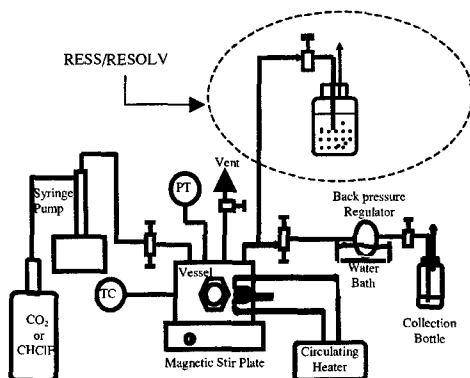 RESS/RESOLV
Vent
PT
Syringe
Pump
Back pressure
Regulator
Vessel
TC
Water
Bath
CO2
or
CHClF
Magnetic Stir Plate
Circulating
Heater
Collection
Bottle